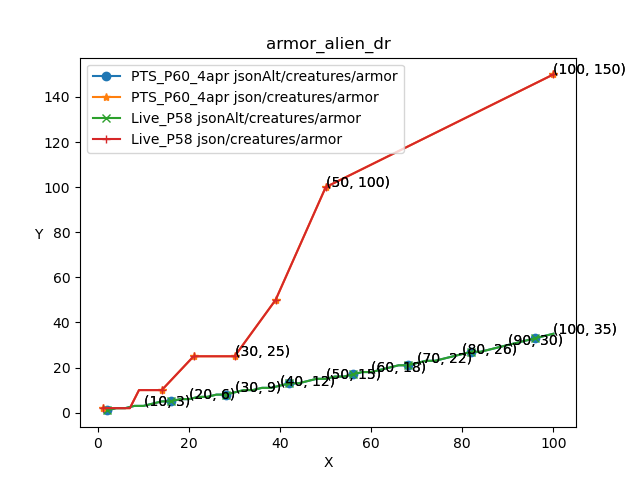 armor_alien_dr
PTS_P60_4apr jsonAlt/creatures/armor
PTS_P60_4apr json/creatures/armor
Live_P58 jsonAlt/creatures/armor
Live_P58 json/creatures/armor
(100, 150)
140
120
100
80
60
40
20
0
Y
(50, 100)
(30, 25)
(10, 3)
(20, 6)
(30, 9)
(40, 12)
(50, 15)
(60, 18)
(70, 22)
(80, 26)
(90, 30)
(100, 35)
0 20 40 60 80 100
X